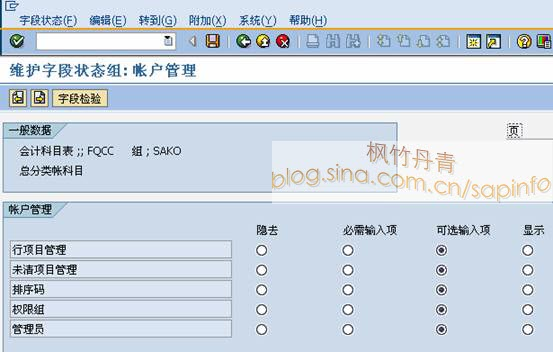 字段状态(F) 编辑(E) 转到(G) 附加(X) 系统(Y) 帮助(H)
维护字段状态组: 帐户管理
字段检验
一般数据
页
会计科目表 ;; FQCC 组 ; SAKO
总分类帐科目
枫竹丹青
blog.sina.com.cn/sapinfo
帐户管理
隐去 必需输入项 可选输入项 显示
行项目管理
未清项目管理
排序码
权限组
管理员